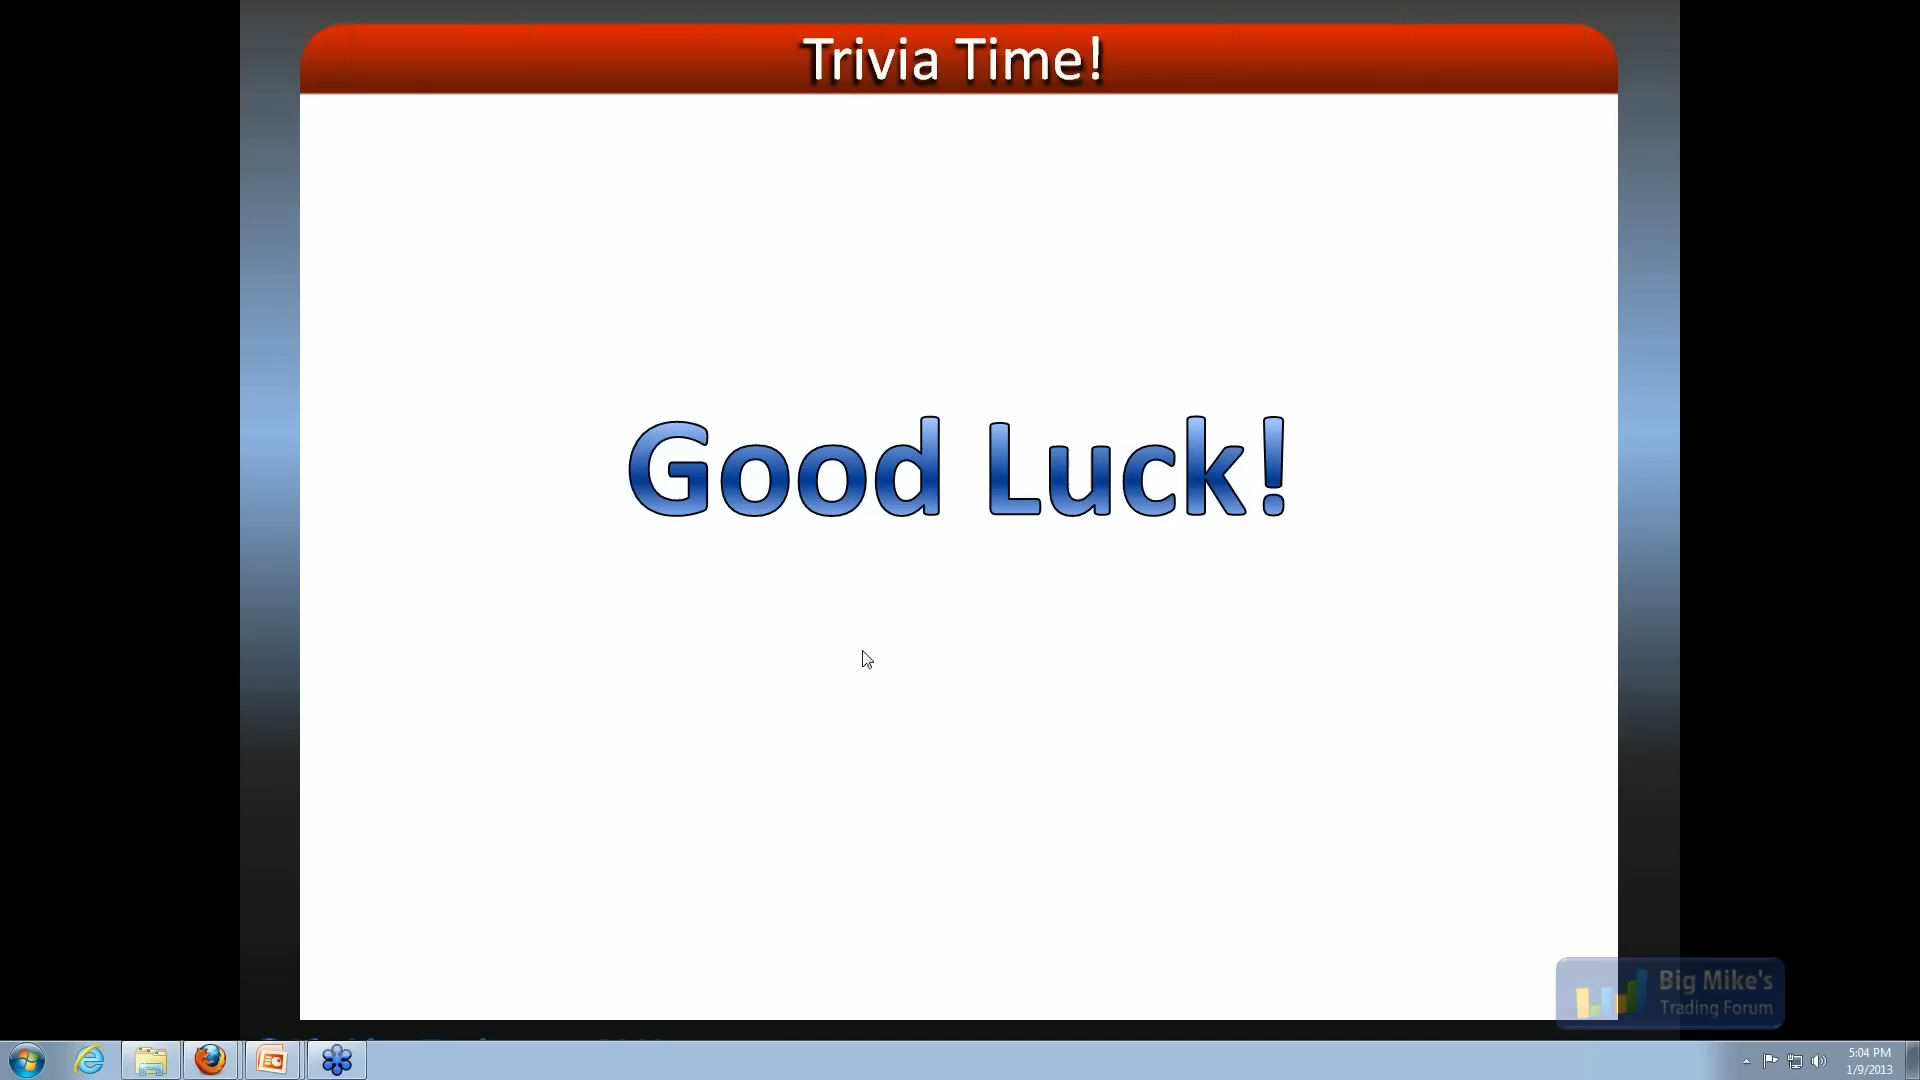 Trivia Time!
Good Luck!
Big Mike's
Trading Forum
5:04 PM
1/9/2013